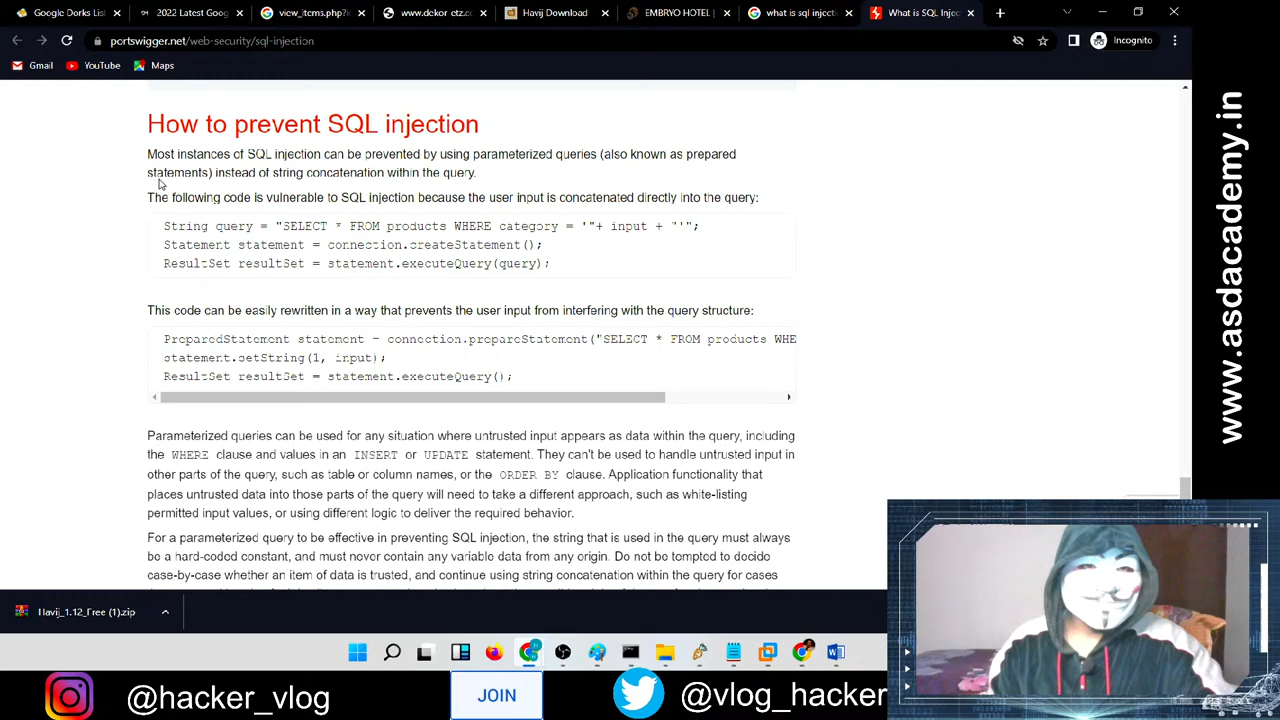 Google Dorks List
2022 Latest Goog
view_items.php?i
www.dekor etz.co
Havij Download
EMBRYO HOTEL |
what is sql injecti
What is SQL Injec
portswigger.net/web-security/sql-injection
Incognito
Gmail
YouTube
Maps
How to prevent SQL injection
Most instances of SQL injection can be prevented by using parameterized queries (also known as prepared
statements) instead of string concatenation within the query.
The following code is vulnerable to SQL injection because the user input is concatenated directly into the query:
String query = "SELECT * FROM products WHERE category = '"+ input + "'";
Statement statement = connection.createStatement();
ResultSet resultSet = statement.executeQuery(query);
This code can be easily rewritten in a way that prevents the user input from interfering with the query structure:
PreparedStatement statement = connection.prepareStatement("SELECT * FROM products WHE
statement.setString(1, input);
ResultSet resultSet = statement.executeQuery();
Parameterized queries can be used for any situation where untrusted input appears as data within the query, including
the WHERE clause and values in an INSERT or UPDATE statement. They can't be used to handle untrusted input in
other parts of the query, such as table or column names, or the ORDER BY clause. Application functionality that
places untrusted data into those parts of the query will need to take a different approach, such as white-listing
permitted input values, or using different logic to deliver the required behavior.
For a parameterized query to be effective in preventing SQL injection, the string that is used in the query must always
be a hard-coded constant, and must never contain any variable data from any origin. Do not be tempted to decide
case-by-case whether an item of data is trusted, and continue using string concatenation within the query for cases
Havij_1.12_Free (1).zip
@hacker_vlog
JOIN
@vlog_hacker
www.asdacademy.in